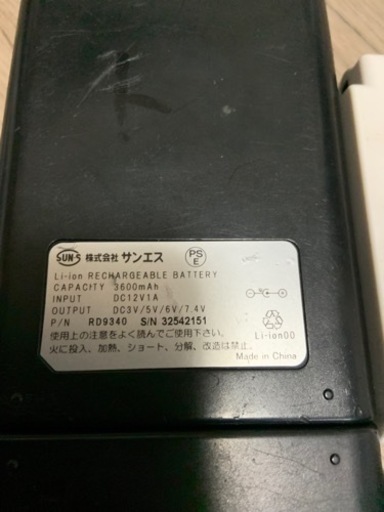 SUN・S 株式会社 サンエス PS E
Li-ion RECHARGEABLE BATTERY
CAPACITY 3600mAh
INPUT DC12V1A
OUTPUT DC3V/5V/6V/7.4V
P/N RD9340 S/N 32542151
使用上の注意をよく読んでご使用下さい。
火に投入、加熱、ショート、分解、改造は禁止。
Li-ion00
Made in China